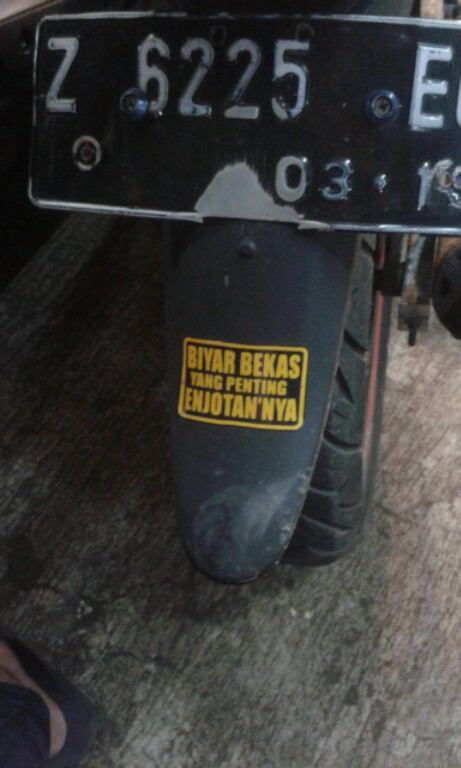 Z 6225
03.
BIYAR BEKAS
YANG PENTING
ENJOTAN'NYA